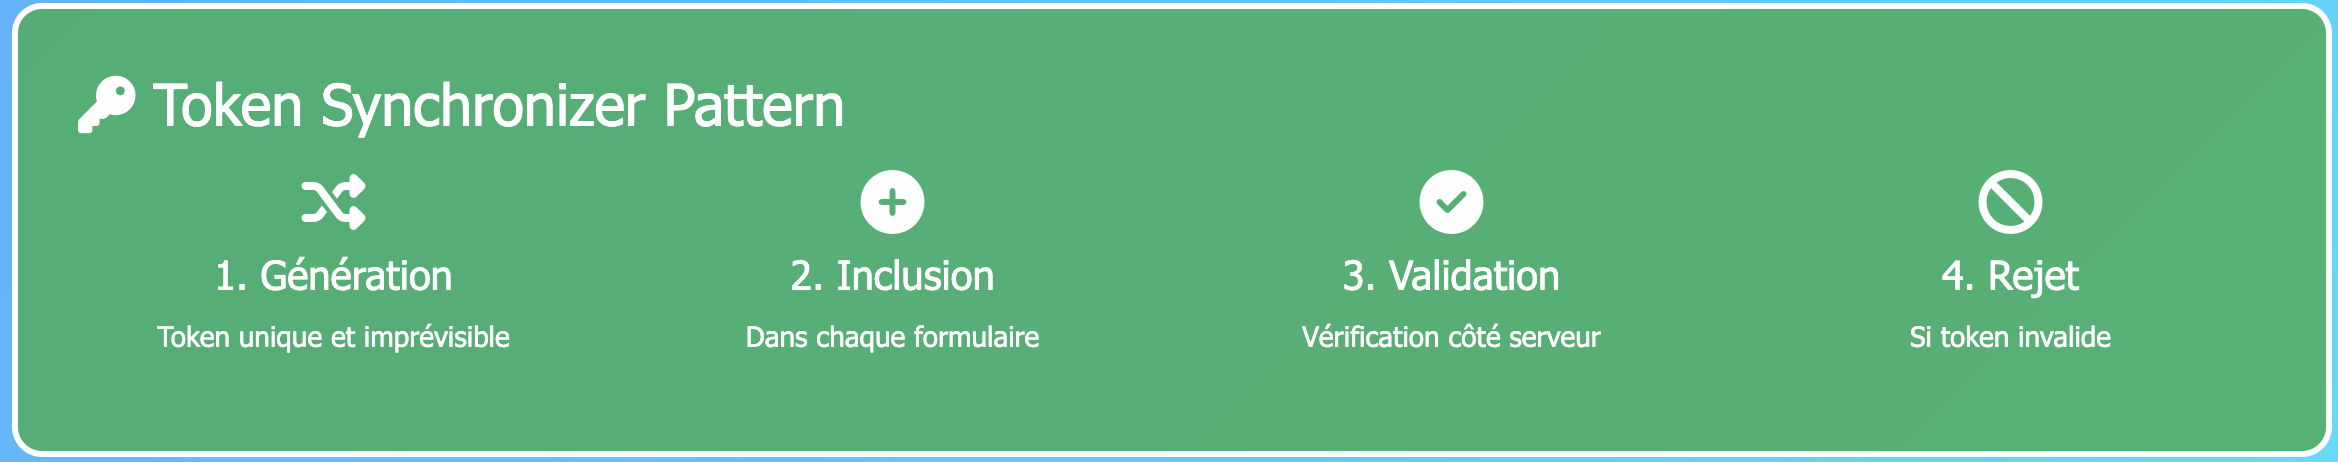 Token Synchronizer Pattern
1. Génération
Token unique et imprévisible
2. Inclusion
Dans chaque formulaire
3. Validation
Vérification côté serveur
4. Rejet
Si token invalide